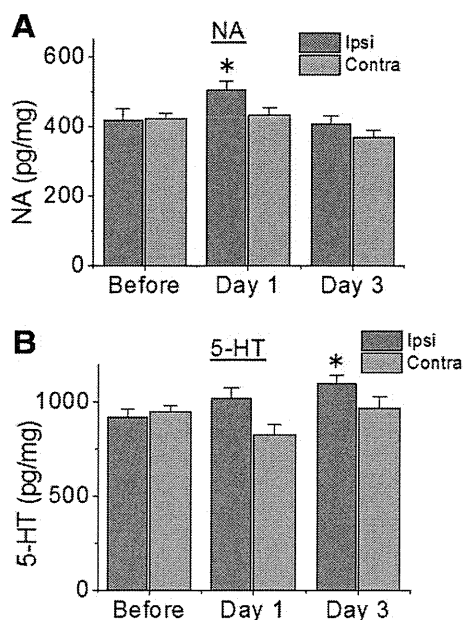 A
NA
Ipsi
Contra
*
NA (pg/mg)
600
400
200
0
Before Day 1 Day 3
B
5-HT
Ipsi
Contra
*
5-HT (pg/mg)
1000
500
0
Before Day 1 Day 3